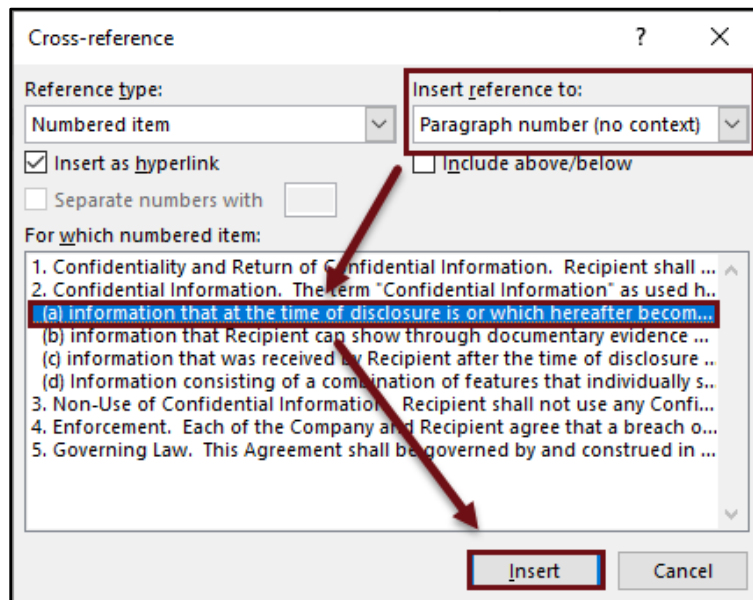 Cross-reference ? ×
Reference type: Insert reference to:
Numbered item Paragraph number (no context)
Insert as hyperlink Include above/below
Separate numbers with
For which numbered item:
1. Confidentiality and Return of Confidential Information.  Recipient shall ...
2. Confidential Information.  The term "Confidential Information" as used h...
(a) information that at the time of disclosure is or which hereafter becom...
(b) information that Recipient can show through documentary evidence ...
(c) information that was received by Recipient after the time of disclosure ...
(d) Information consisting of a combination of features that individually s...
3. Non-Use of Confidential Information.  Recipient shall not use any Confi...
4. Enforcement.  Each of the Company and Recipient agree that a breach o...
5. Governing Law.  This Agreement shall be governed by and construed in ...
Insert Cancel